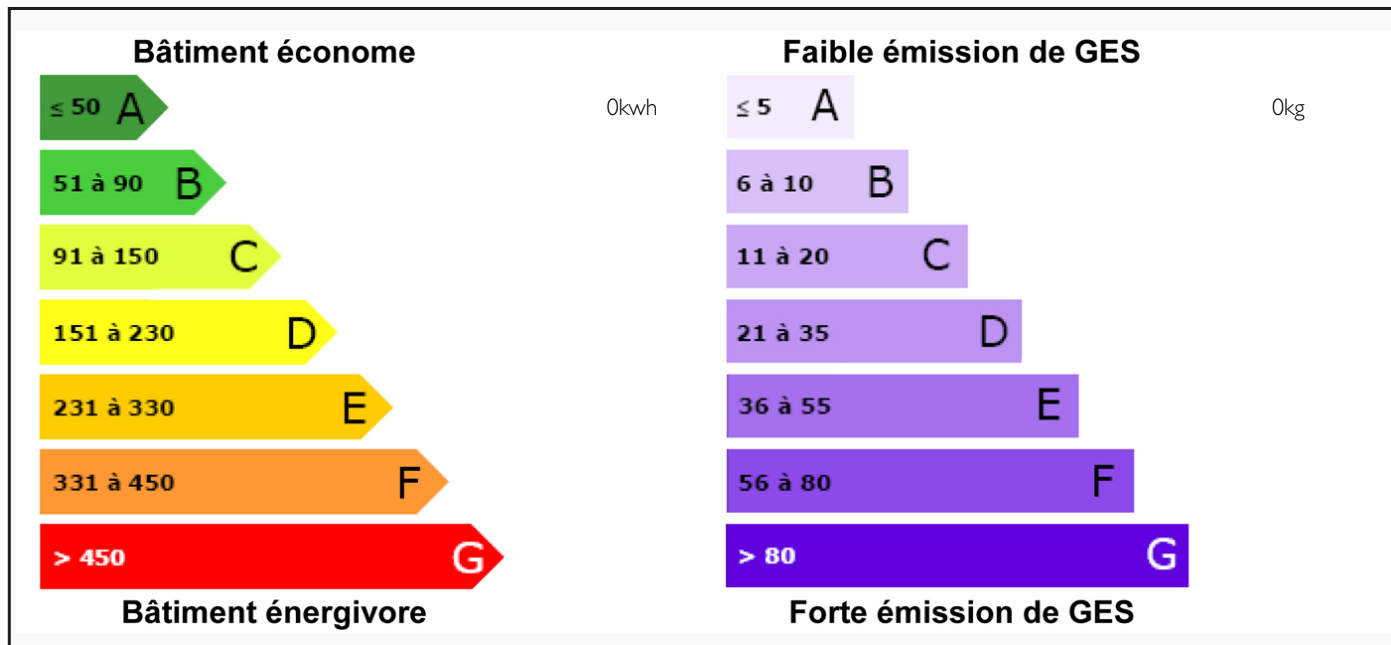 Bâtiment économe
≤ 50 A
0kwh
51 à 90 B
91 à 150 C
151 à 230 D
231 à 330 E
331 à 450 F
> 450 G
Bâtiment énergivore
Faible émission de GES
≤ 5 A
0kg
6 à 10 B
11 à 20 C
21 à 35 D
36 à 55 E
56 à 80 F
> 80 G
Forte émission de GES